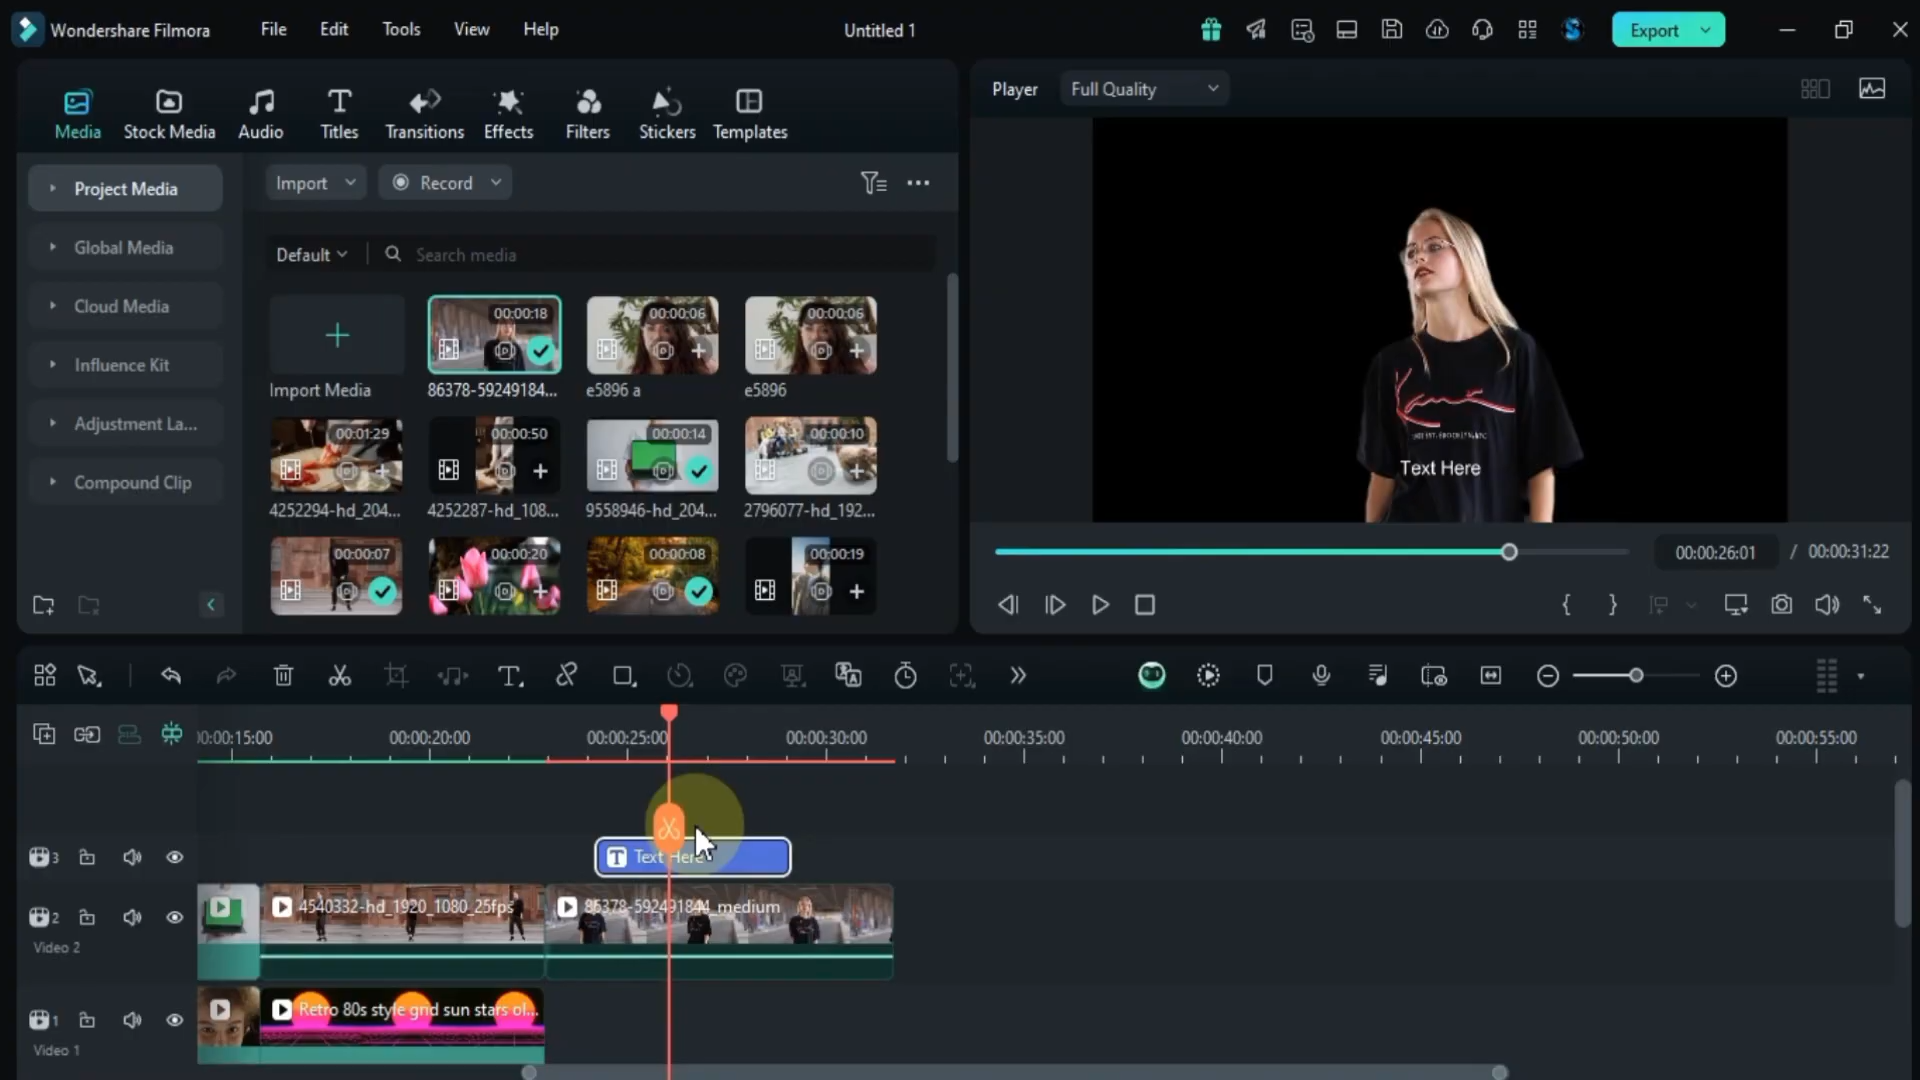 Wondershare Filmora File Edit Tools View Help Untitled 1 Export
Media Stock Media Audio Titles Transitions Effects Filters Stickers Templates
Player Full Quality
Project Media
Global Media
Cloud Media
Influence Kit
Adjustment La...
Compound Clip
Import Record
Default Search media
00:00:18 00:00:06 00:00:06
Import Media 86378-59249184... e5896 a e5896
00:01:29 00:00:50 00:00:14 00:00:10
4252294-hd_204... 4252287-hd_108... 9558946-hd_204... 2796077-hd_192...
00:00:07 00:00:20 00:00:08 00:00:19
Text Here
00:00:26:01 / 00:00:31:22
00:00:15:00 00:00:20:00 00:00:25:00 00:00:30:00 00:00:35:00 00:00:40:00 00:00:45:00 00:00:50:00 00:00:55:00
3 Text Here
2 4540332-hd_1920_1080_25fps 86378-592491844_medium
Video 2
1 Retro 80s style grid sun stars ol...
Video 1